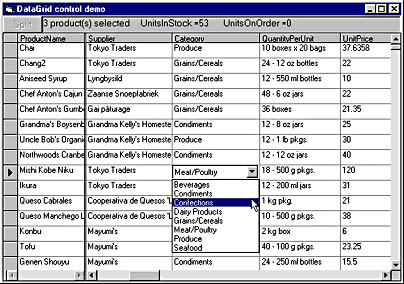 DataGrid control demo
Split 3 product(s) selected UnitsInStock =53 UnitsOnOrder =0
ProductName Supplier Category QuantityPerUnit UnitPrice
Chai Tokyo Traders Produce 10 boxes x 20 bags 37.6358
Chang2 Tokyo Traders Grains/Cereals 24 - 12 oz bottles 22
Aniseed Syrup Lyngbysild Grains/Cereals 12 - 550 ml bottles 10
Chef Anton's Cajun Zaanse Snoepfabriek Grains/Cereals 48 - 6 oz jars 22
Chef Anton's Gumb Gai pâturage Grains/Cereals 36 boxes 21.35
Grandma's Boysenb Grandma Kelly's Homeste Condiments 12 - 8 oz jars 25
Uncle Bob's Organi Grandma Kelly's Homeste Produce 12 - 1 lb pkgs. 30
Northwoods Cranbe Grandma Kelly's Homeste Condiments 12 - 12 oz jars 40
Mishi Kobe Niku Tokyo Traders Meat/Poultry 18 - 500 g pkgs. 120
Ikura Tokyo Traders 12 - 200 ml jars 31
Queso Cabrales Cooperativa de Quesos 'L 1 kg pkg. 21
Queso Manchego L Cooperativa de Quesos 'L 10 - 500 g pkgs. 38
Konbu Mayumi's 2 kg box 6
Tofu Mayumi's 40 - 100 g pkgs. 23.25
Genen Shouyu Mayumi's Condiments 24 - 250 ml bottles 15.5
Beverages
Condiments
Confections
Dairy Products
Grains/Cereals
Meat/Poultry
Produce
Seafood